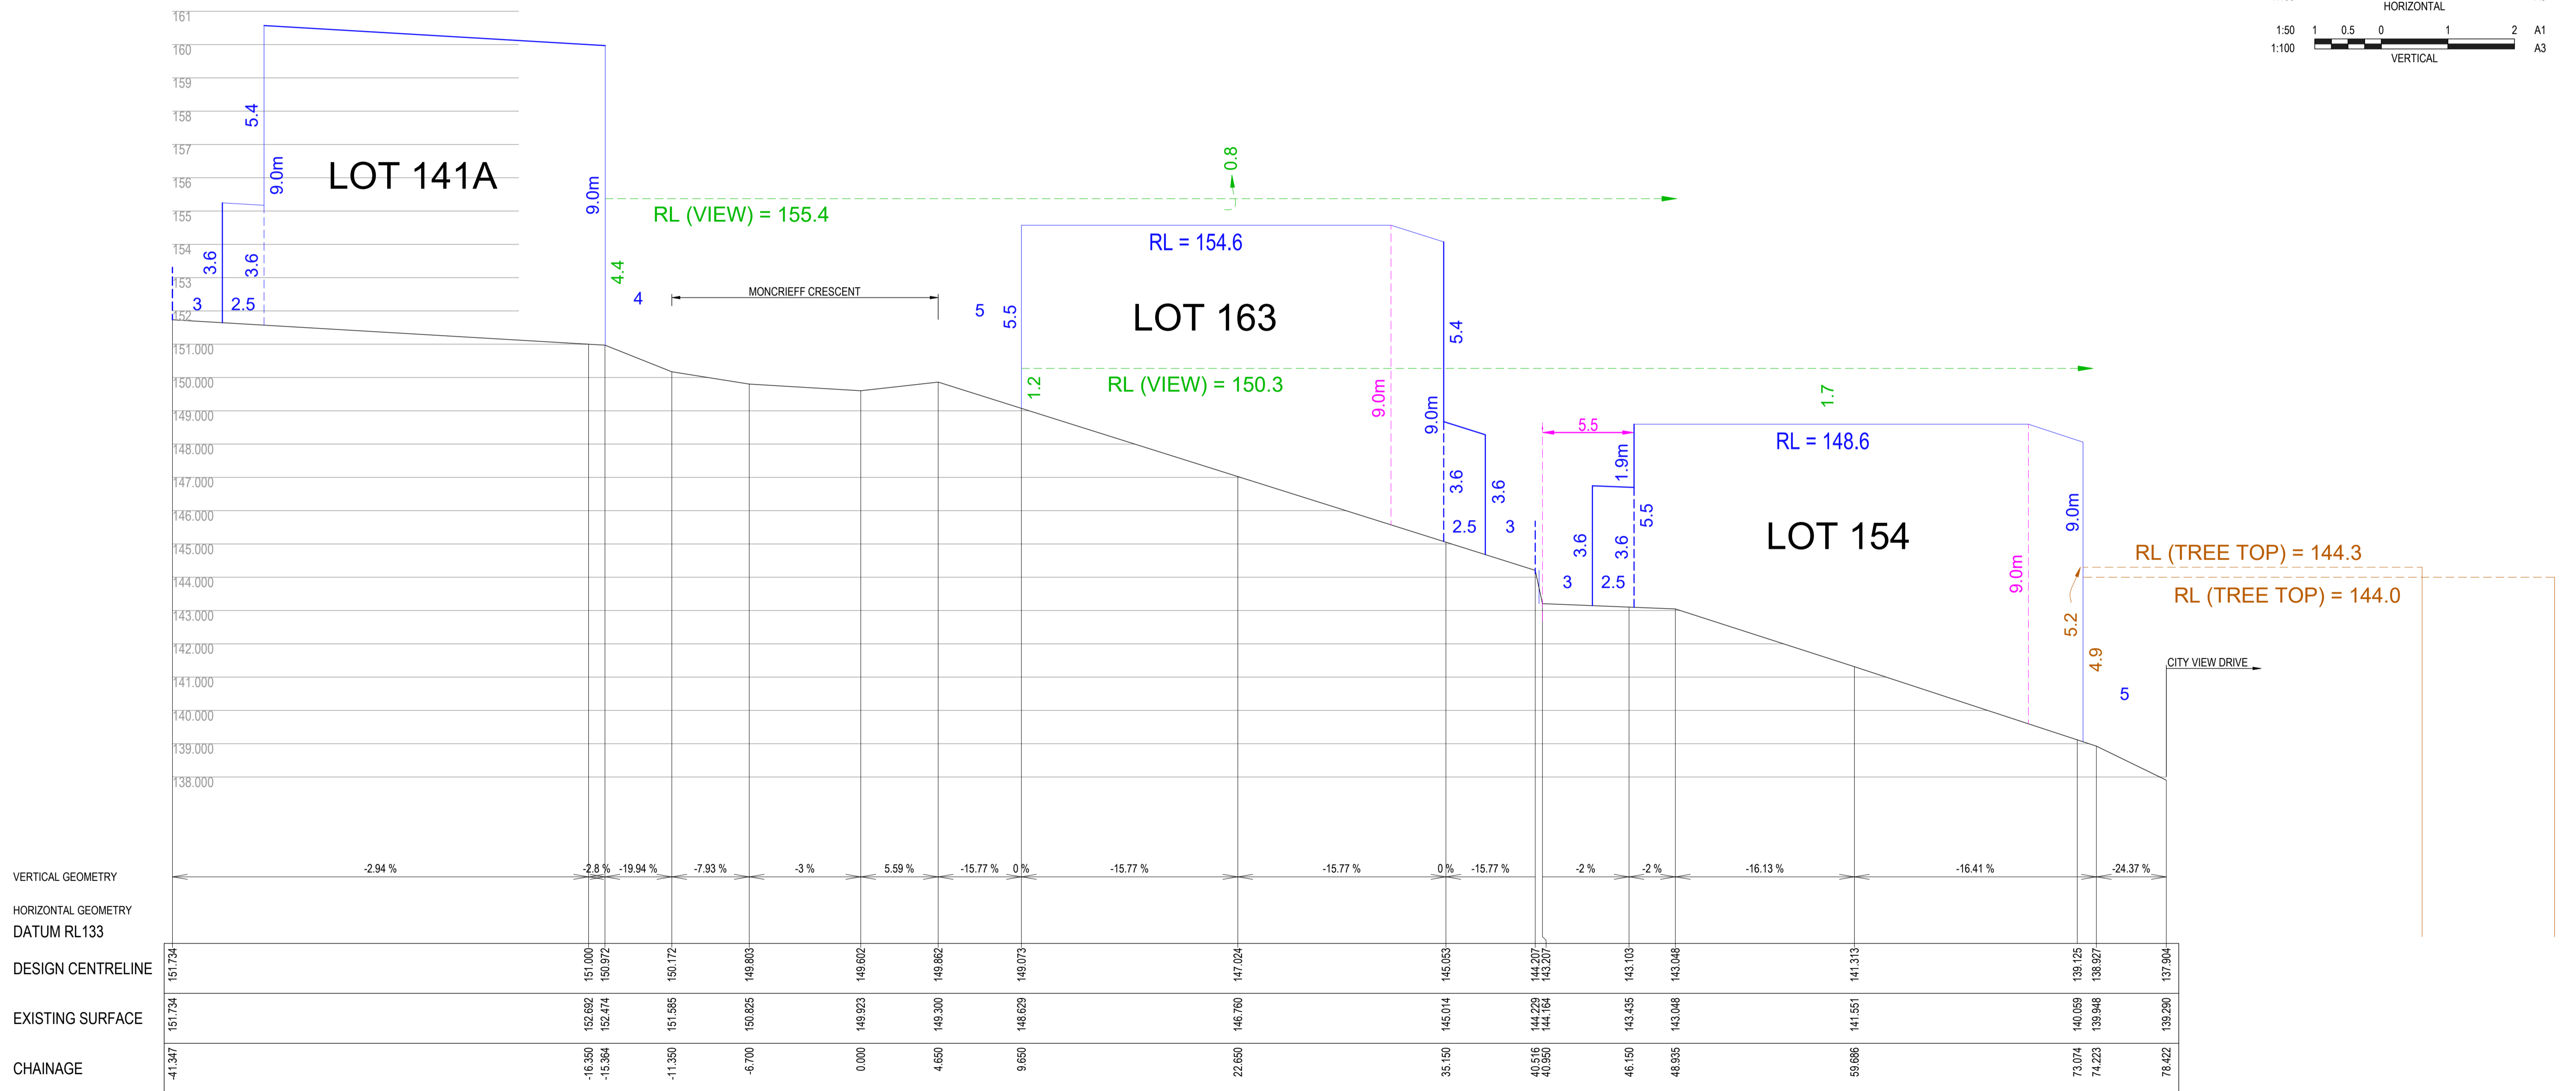 HORIZONTAL
1:50 1 0.5 0 1 2 A1
1:100 A3
VERTICAL
161
160
159
158
157
156
155
154
153
152
151.000
150.000
149.000
148.000
147.000
146.000
145.000
144.000
143.000
142.000
141.000
140.000
139.000
138.000
LOT 141A
5.4
9.0m
9.0m
3.6
3.6
3
2.5
4.4
4
RL (VIEW) = 155.4
0.8
MONCRIEFF CRESCENT
5
5.5
RL = 154.6
LOT 163
1.2
RL (VIEW) = 150.3
9.0m
5.4
9.0m
3.6
3.6
2.5
3
5.5
1.9m
3.6
3.6
5.5
3
2.5
1.7
RL = 148.6
LOT 154
9.0m
9.0m
RL (TREE TOP) = 144.3
RL (TREE TOP) = 144.0
5.2
4.9
5
CITY VIEW DRIVE
VERTICAL GEOMETRY -2.94 % -2.8 % -19.94 % -7.93 % -3 % 5.59 % -15.77 % 0 % -15.77 % -15.77 % 0 % -15.77 % -2 % -2 % -16.13 % -16.41 % -24.37 %
HORIZONTAL GEOMETRY
DATUM RL133
DESIGN CENTRELINE 151.734 151.000 150.972 150.172 149.803 149.602 149.862 149.073 147.024 145.053 144.207 143.207 143.103 143.048 141.313 139.125 138.927 137.904
EXISTING SURFACE 151.734 152.692 152.474 151.585 150.825 149.923 149.300 148.629 146.760 145.014 144.229 144.164 143.435 143.048 141.551 140.059 139.948 139.290
CHAINAGE -41.347 -16.350 -15.364 -11.350 -6.700 0.000 4.650 9.650 22.650 35.150 40.516 40.950 46.150 48.935 59.686 73.074 74.223 78.422